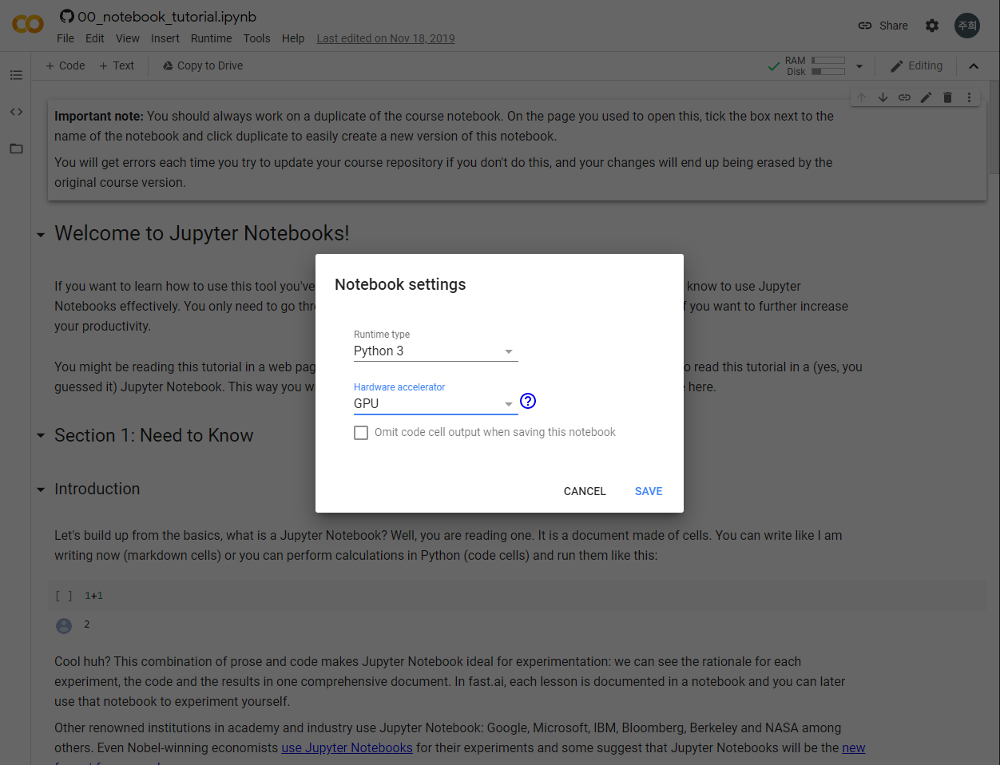 00_notebook_tutorial.ipynb
File Edit View Insert Runtime Tools Help Last edited on Nov 18, 2019
Share
주희
+ Code + Text Copy to Drive
RAM
Disk
Editing
Important note: You should always work on a duplicate of the course notebook. On the page you used to open this, tick the box next to the
name of the notebook and click duplicate to easily create a new version of this notebook.
You will get errors each time you try to update your course repository if you don't do this, and your changes will end up being erased by the
original course version.
Welcome to Jupyter Notebooks!
If you want to learn how to use this tool you've know to use Jupyter
Notebooks effectively. You only need to go thr f you want to further increase
your productivity.
You might be reading this tutorial in a web pag o read this tutorial in a (yes, you
guessed it) Jupyter Notebook. This way you w e here.
Notebook settings
Runtime type
Python 3
Hardware accelerator
GPU
?
Omit code cell output when saving this notebook
CANCEL SAVE
Section 1: Need to Know
Introduction
Let's build up from the basics, what is a Jupyter Notebook? Well, you are reading one. It is a document made of cells. You can write like I am
writing now (markdown cells) or you can perform calculations in Python (code cells) and run them like this:
[ ] 1+1
2
Cool huh? This combination of prose and code makes Jupyter Notebook ideal for experimentation: we can see the rationale for each
experiment, the code and the results in one comprehensive document. In fast.ai, each lesson is documented in a notebook and you can later
use that notebook to experiment yourself.
Other renowned institutions in academy and industry use Jupyter Notebook: Google, Microsoft, IBM, Bloomberg, Berkeley and NASA among
others. Even Nobel-winning economists use Jupyter Notebooks for their experiments and some suggest that Jupyter Notebooks will be the new